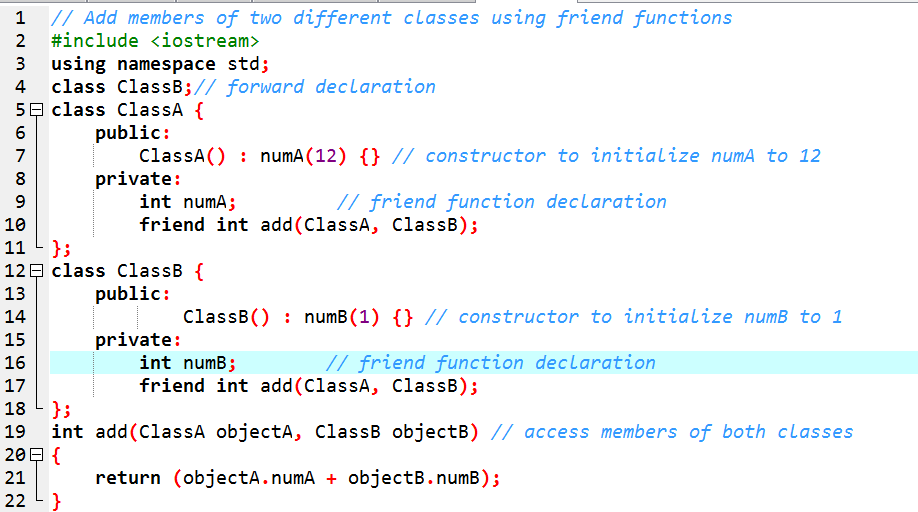 1 // Add members of two different classes using friend functions
2 #include <iostream>
3 using namespace std;
4 class ClassB;// forward declaration
5 class ClassA {
6 public:
7 ClassA() : numA(12) {} // constructor to initialize numA to 12
8 private:
9 int numA; // friend function declaration
10 friend int add(ClassA, ClassB);
11 };
12 class ClassB {
13 public:
14 ClassB() : numB(1) {} // constructor to initialize numB to 1
15 private:
16 int numB; // friend function declaration
17 friend int add(ClassA, ClassB);
18 };
19 int add(ClassA objectA, ClassB objectB) // access members of both classes
20 {
21 return (objectA.numA + objectB.numB);
22 }